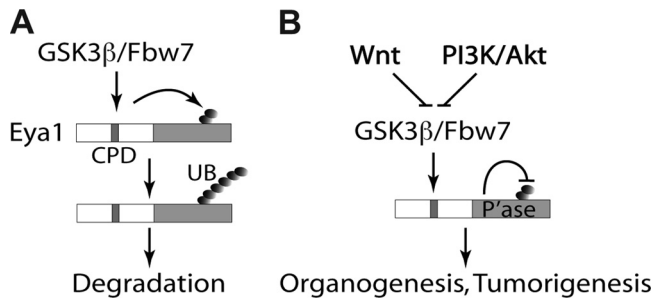 A
GSK3β/Fbw7
Eya1
CPD
UB
Degradation
B
Wnt PI3K/Akt
GSK3β/Fbw7
P'ase
Organogenesis, Tumorigenesis